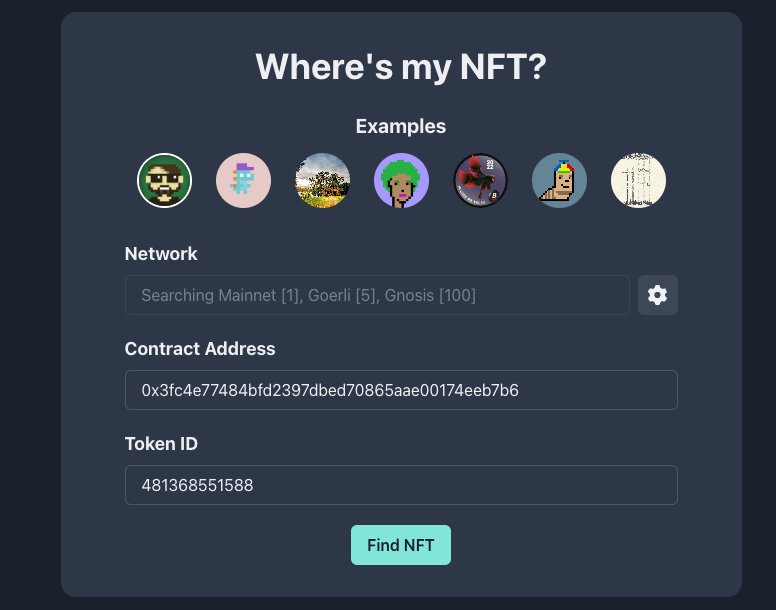 Where's my NFT?
Examples
Network
Searching Mainnet [1], Goerli [5], Gnosis [100]
Contract Address
0x3fc4e77484bfd2397dbed70865aae00174eeb7b6
Token ID
481368551588
Find NFT